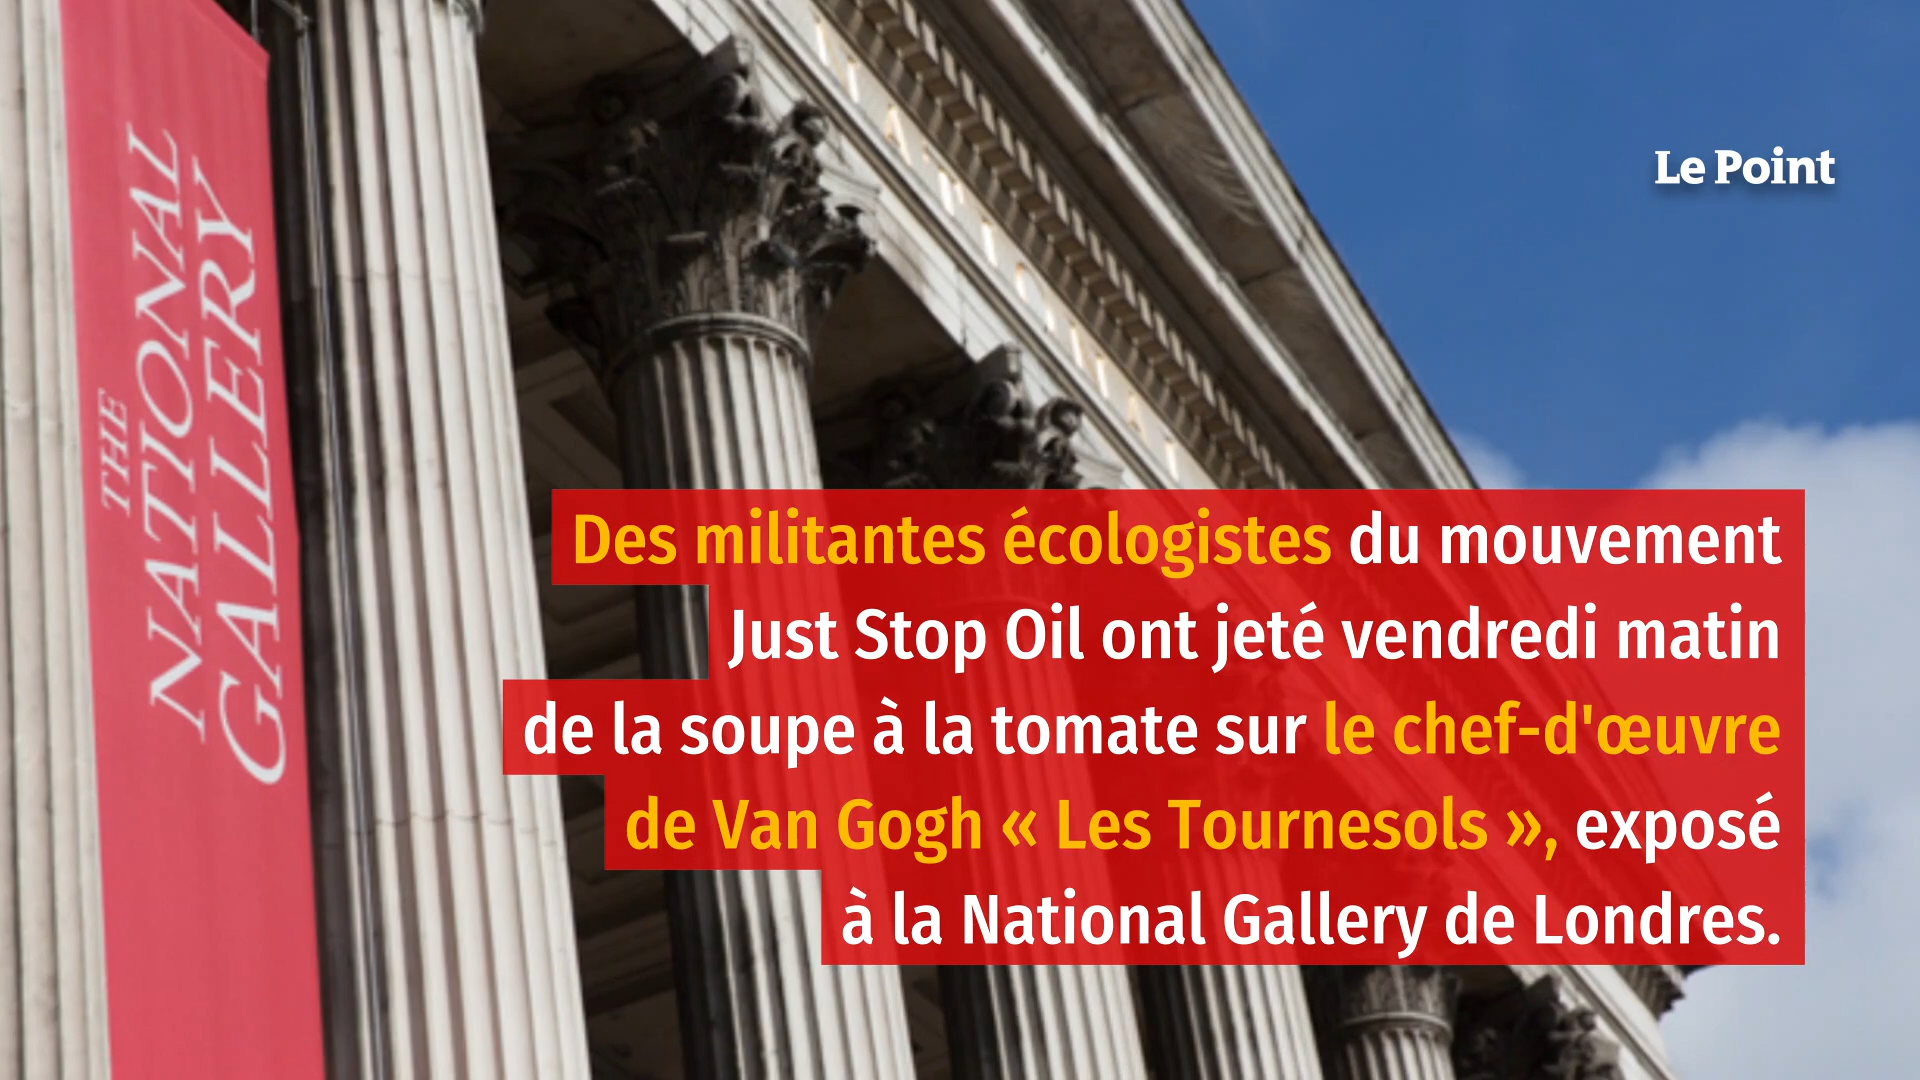 THE
NATIONAL
GALLERY
Le Point
Des militantes écologistes du mouvement
Just Stop Oil ont jeté vendredi matin
de la soupe à la tomate sur le chef-d'œuvre
de Van Gogh « Les Tournesols », exposé
à la National Gallery de Londres.